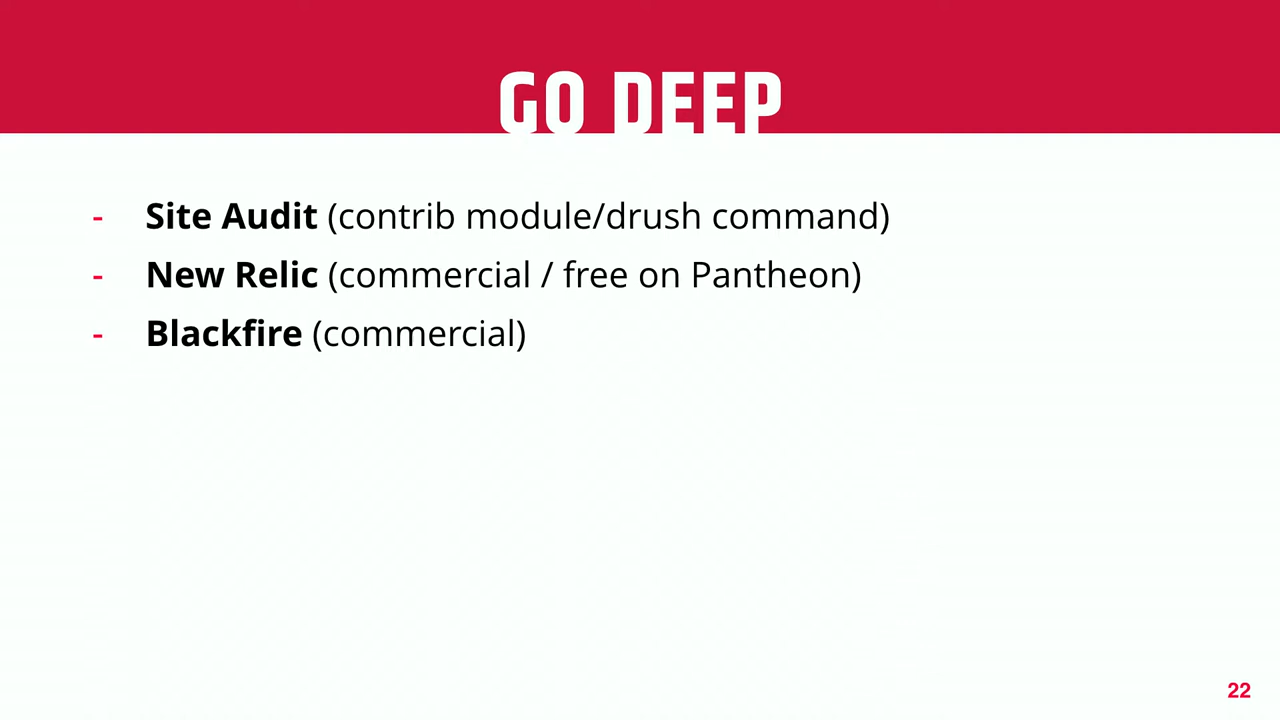 GO DEEP
- Site Audit (contrib module/drush command)
- New Relic (commercial / free on Pantheon)
- Blackfire (commercial)
22